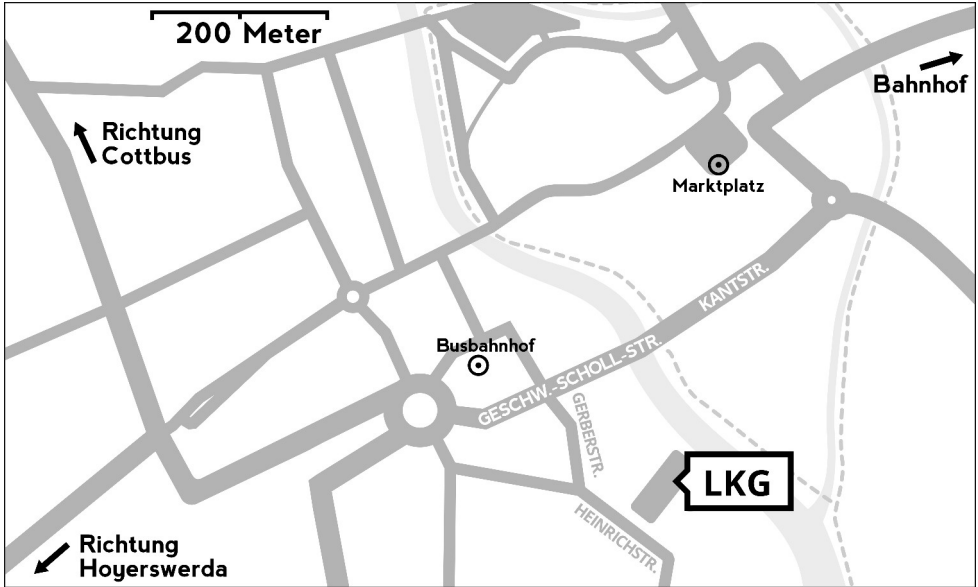 200 Meter
Bahnhof
Richtung
Cottbus
Marktplatz
KANTSTR.
Busbahnhof
GESCHW.-SCHOLL-STR.
GERBERSTR.
LKG
HEINRICHSTR.
Richtung
Hoyerswerda